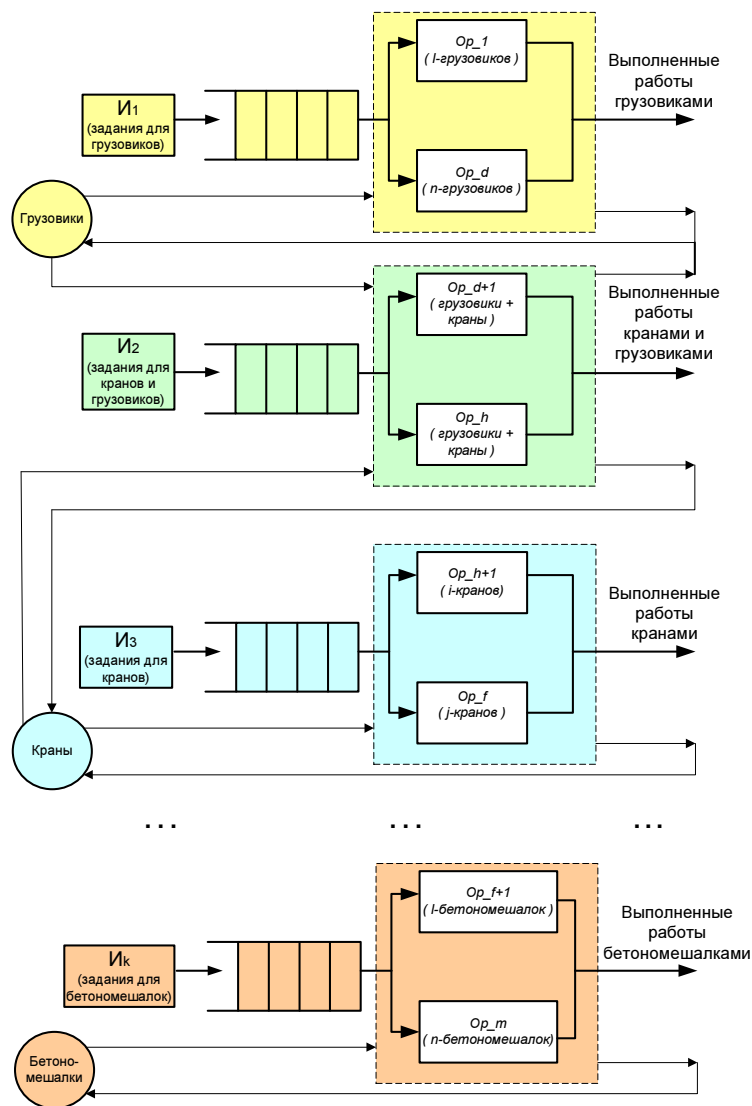 Op_1
( l-грузовиков )
Выполненные
работы
грузовиками
И1
(задания для
грузовиков)
Op_d
( n-грузовиков )
Грузовики
Op_d+1
( грузовики +
краны )
Выполненные
работы
кранами и
грузовиками
И2
(задания для
кранов и
грузовиков)
Op_h
( грузовики +
краны )
Op_h+1
( i-кранов)
Выполненные
работы
кранами
И3
(задания для
кранов)
Op_f
( j-кранов )
Краны
... ... ...
Op_f+1
( l-бетономешалок )
Выполненные
работы
бетономешалками
Иk
(задания для
бетономешалок)
Op_m
( n-бетономешалок)
Бетоно-
мешалки